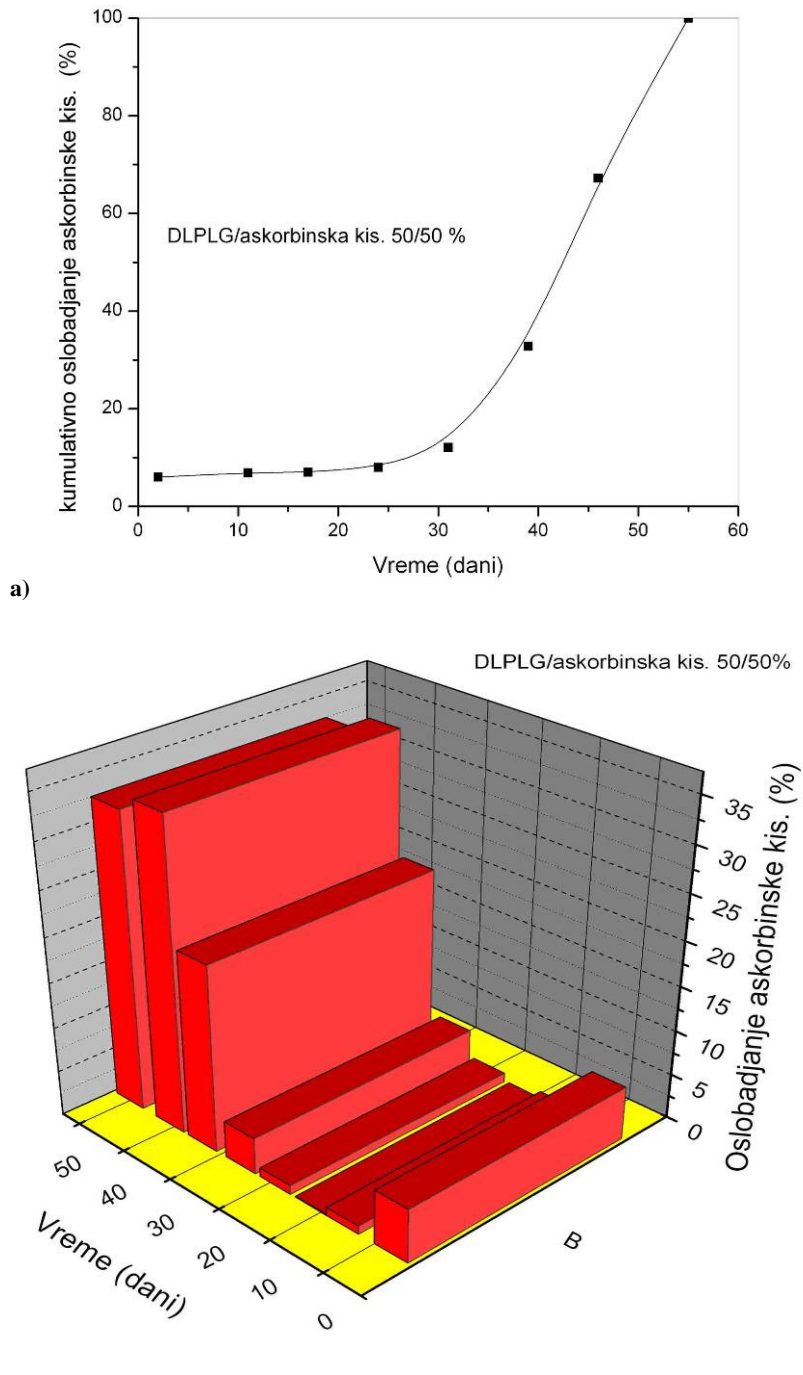 100
80
60
40
20
0
kumulativno oslobadjanje askorbinske kis. (%)
DLPLG/askorbinska kis. 50/50 %
0 10 20 30 40 50 60
Vreme (dani)
a)
DLPLG/askorbinska kis. 50/50%
35
30
25
20
15
10
5
0
Oslobadjanje askorbinske kis. (%)
50
40
30
20
10
0
Vreme (dani)
B